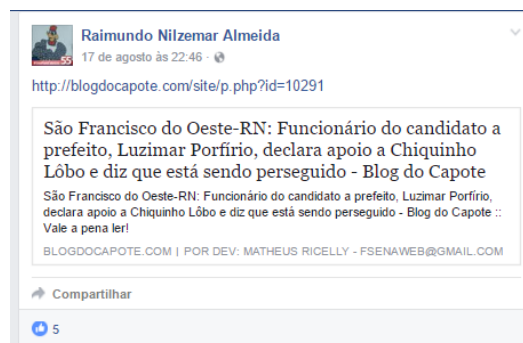 Raimundo Nilzemar Almeida
55
17 de agosto às 22:46 ·
http://blogdocapote.com/site/p.php?id=10291
São Francisco do Oeste-RN: Funcionário do candidato a
prefeito, Luzimar Porfírio, declara apoio a Chiquinho
Lôbo e diz que está sendo perseguido - Blog do Capote
São Francisco do Oeste-RN: Funcionário do candidato a prefeito, Luzimar Porfírio,
declara apoio a Chiquinho Lôbo e diz que está sendo perseguido - Blog do Capote ::
Vale a pena ler!
BLOGDOCAPOTE.COM | POR DEV: MATHEUS RICELLY - FSENAWEB@GMAIL.COM
Compartilhar
5